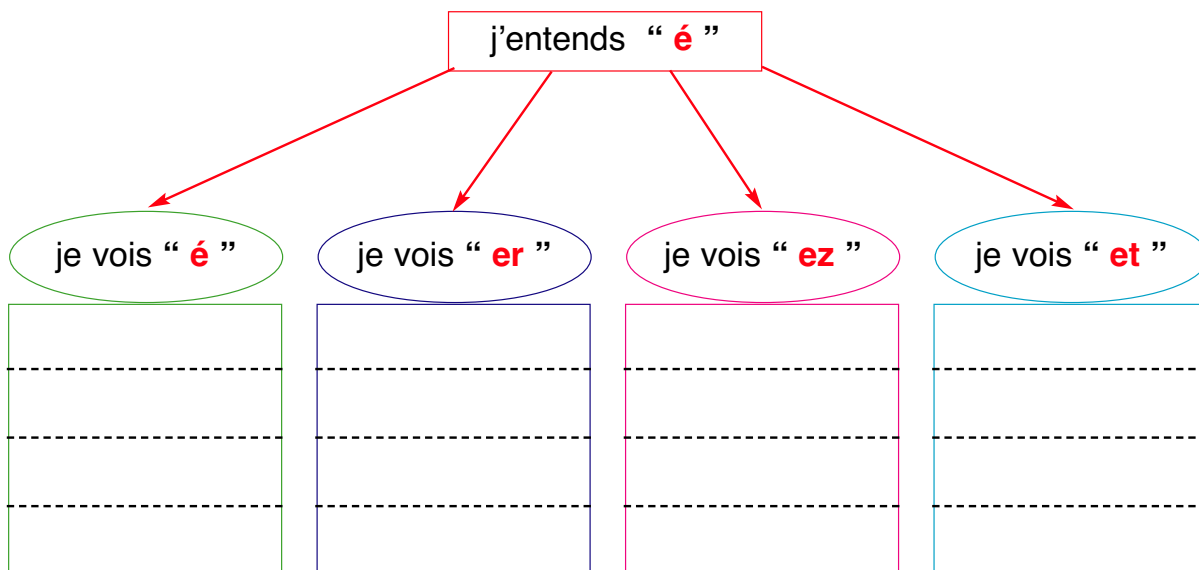 j'entends “ é ”
je vois “ é ”
je vois “ er ”
je vois “ ez ”
je vois “ et ”